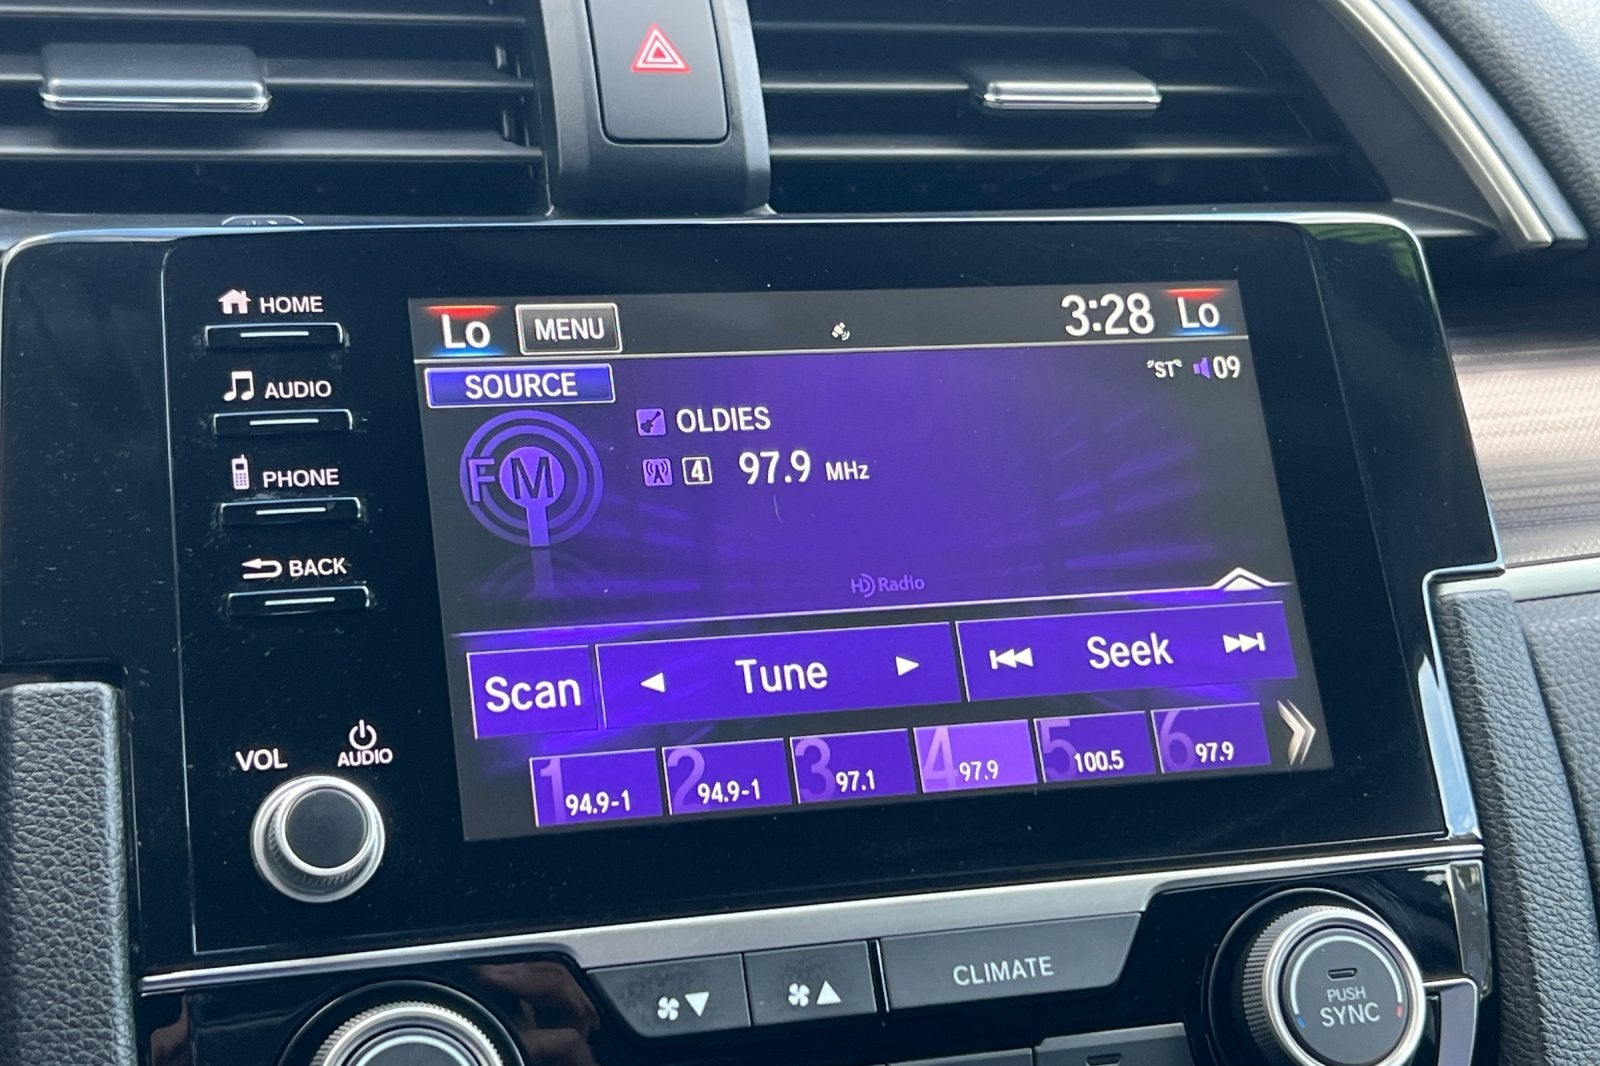 HOME
AUDIO
PHONE
BACK
VOL
AUDIO
Lo MENU 3:28 Lo
SOURCE "ST" 09
FM
OLDIES
4 97.9 MHz
HD Radio
Scan Tune Seek
1 94.9-1 2 94.9-1 3 97.1 4 97.9 5 100.5 6 97.9
CLIMATE
PUSH
SYNC